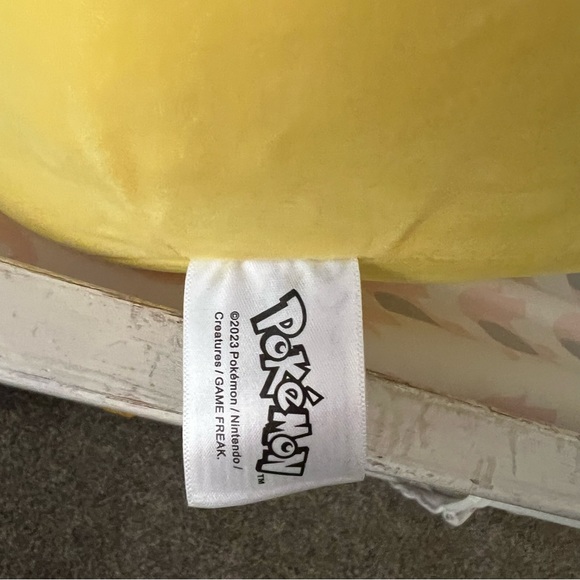 POKéMON
TM
©2023 Pokémon / Nintendo /
Creatures / GAME FREAK.